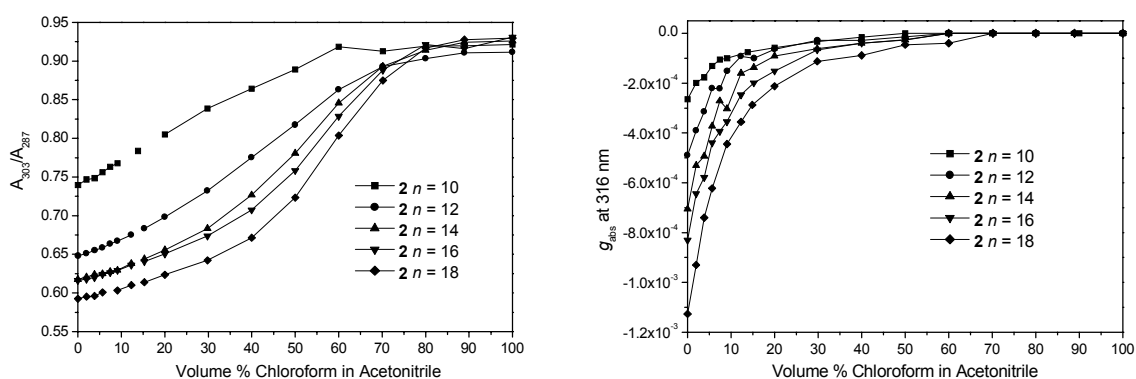 0.95
0.90
0.85
0.80
0.75
0.70
0.65
0.60
0.55
A303/A287
0 10 20 30 40 50 60 70 80 90 100
Volume % Chloroform in Acetonitrile
2 n = 10
2 n = 12
2 n = 14
2 n = 16
2 n = 18
0.0
-2.0x10-4
-4.0x10-4
-6.0x10-4
-8.0x10-4
-1.0x10-3
-1.2x10-3
gabs at 316 nm
0 10 20 30 40 50 60 70 80 90 100
Volume % Chloroform in Acetonitrile
2 n = 10
2 n = 12
2 n = 14
2 n = 16
2 n = 18